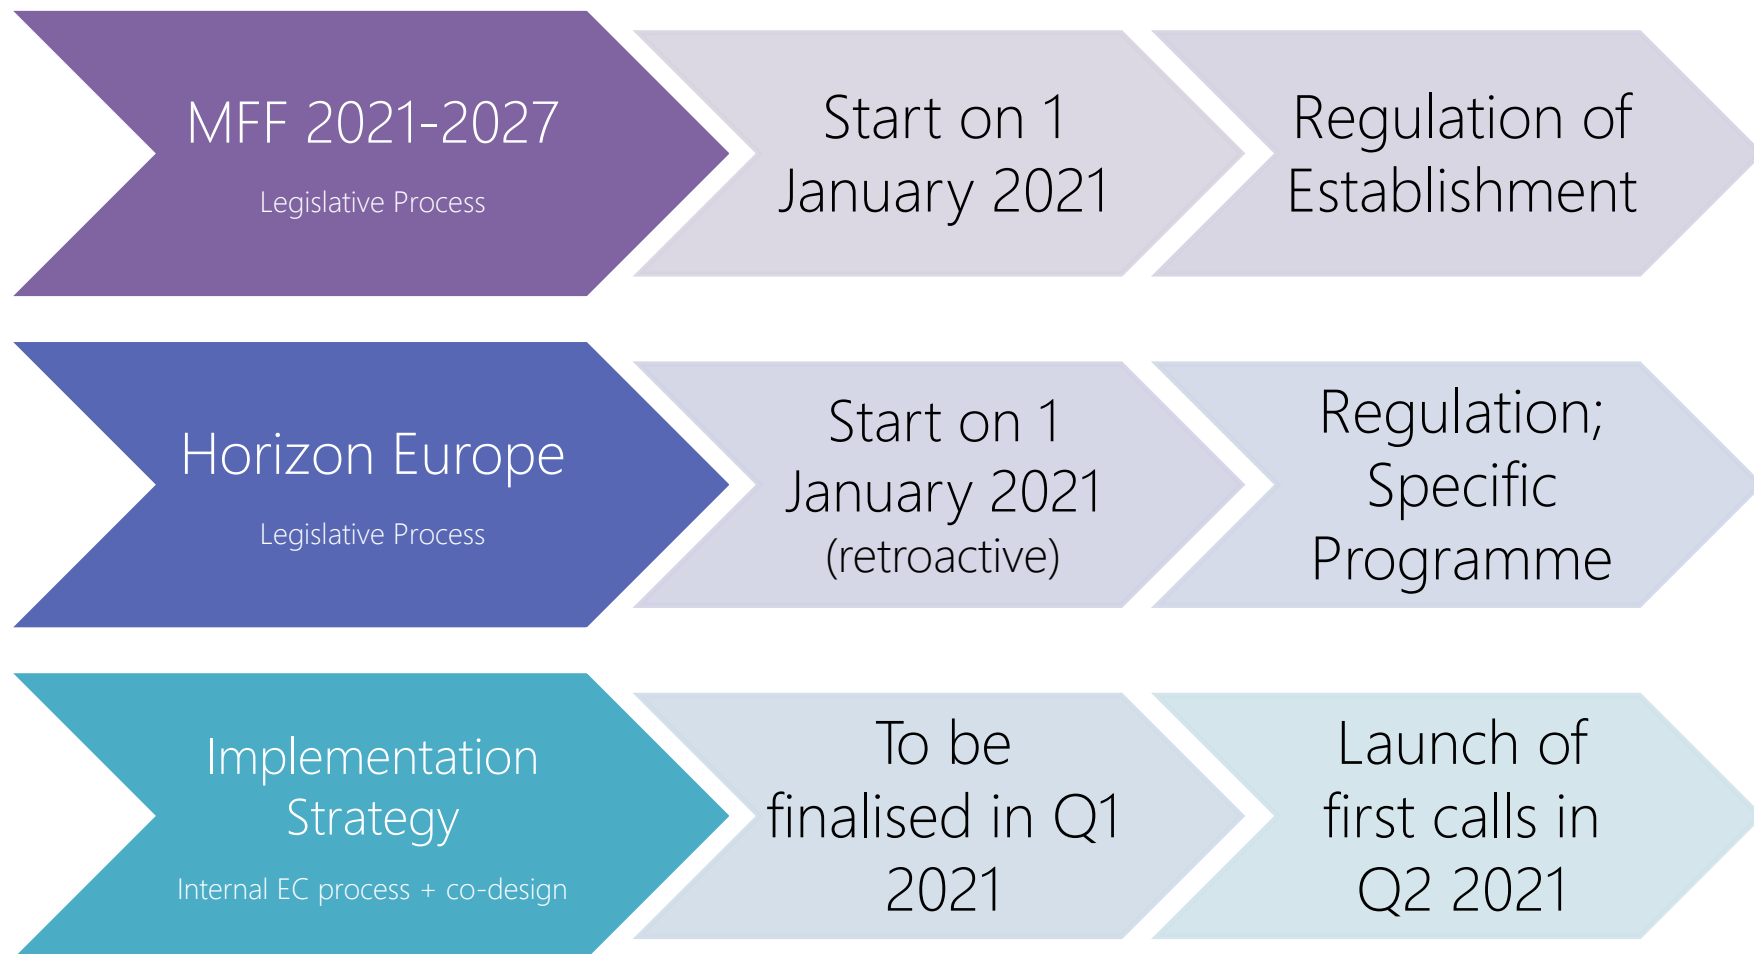 MFF 2021-2027
Legislative Process
Start on 1
January 2021
Regulation of
Establishment
Horizon Europe
Legislative Process
Start on 1
January 2021
(retroactive)
Regulation;
Specific
Programme
Implementation
Strategy
Internal EC process + co-design
To be
finalised in Q1
2021
Launch of
first calls in
Q2 2021